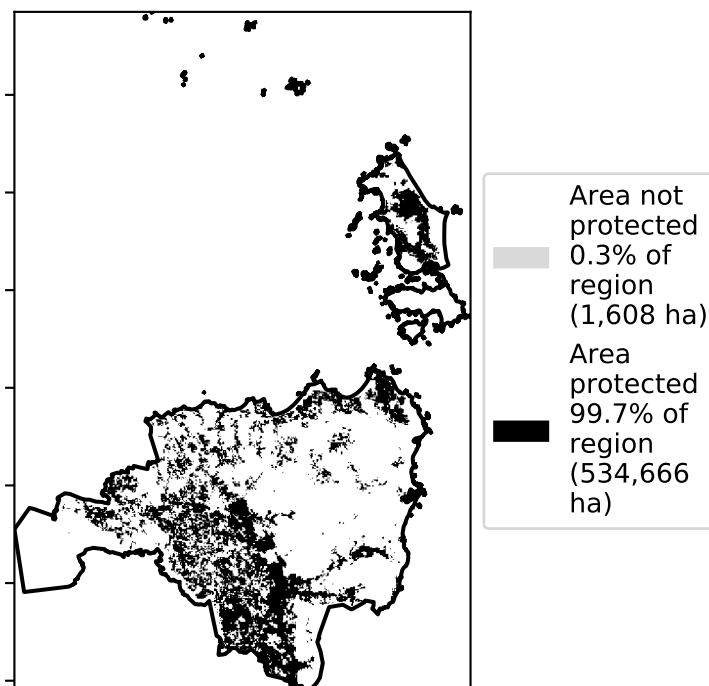 Area not
protected
0.3% of
region
(1,608 ha)
Area
protected
99.7% of
region
(534,666
ha)